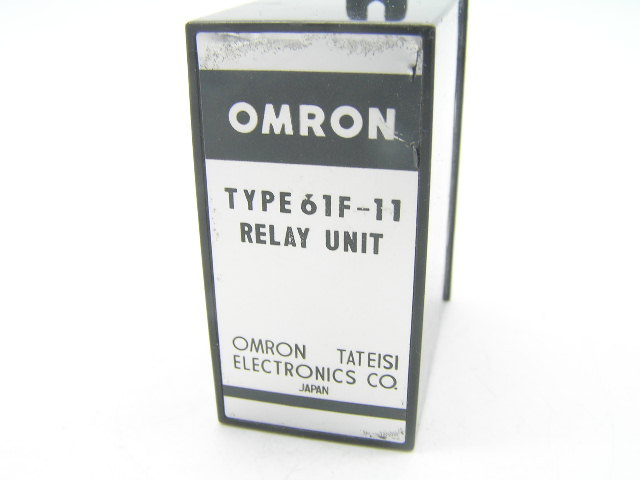 OMRON
TYPE 61F-11
RELAY UNIT
OMRON TATEISI
ELECTRONICS CO.
JAPAN